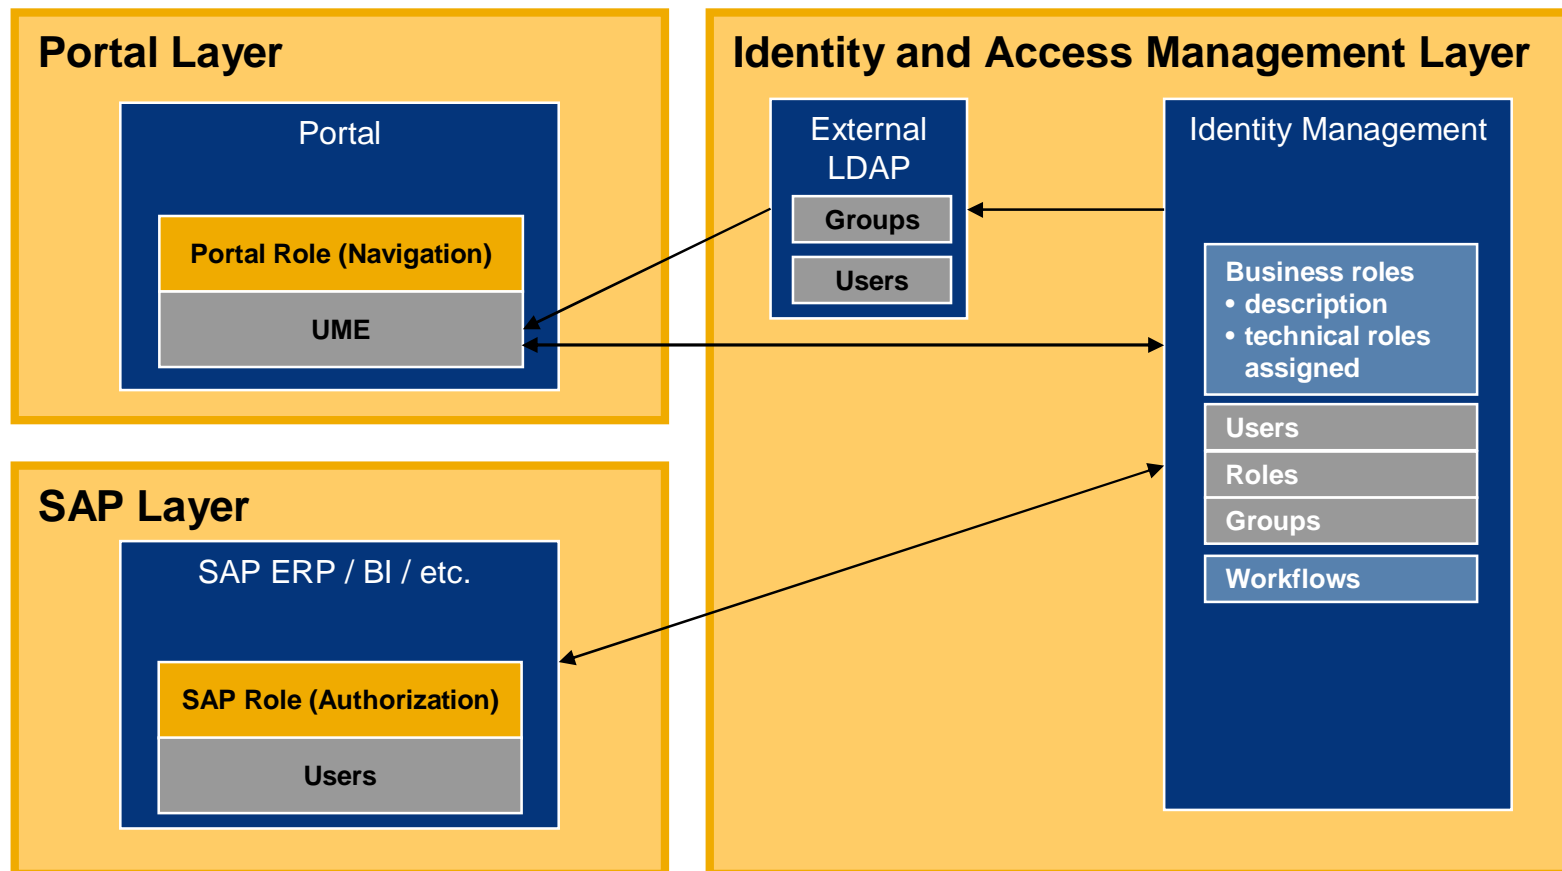 Portal Layer
Portal
Portal Role (Navigation)
UME
SAP Layer
SAP ERP / BI / etc.
SAP Role (Authorization)
Users
Identity and Access Management Layer
External
LDAP
Groups
Users
Identity Management
Business roles
• description
• technical roles
assigned
Users
Roles
Groups
Workflows